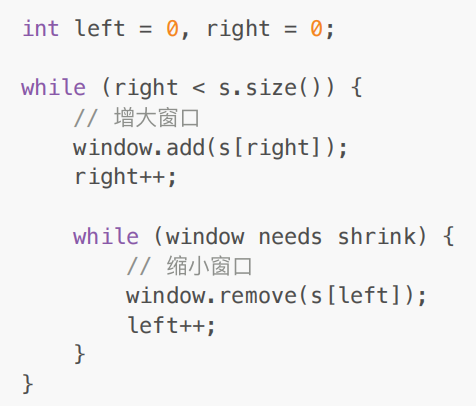 int left = 0, right = 0;
while (right < s.size()) {
// 增大窗口
window.add(s[right]);
right++;
while (window needs shrink) {
// 缩小窗口
window.remove(s[left]);
left++;
}
}